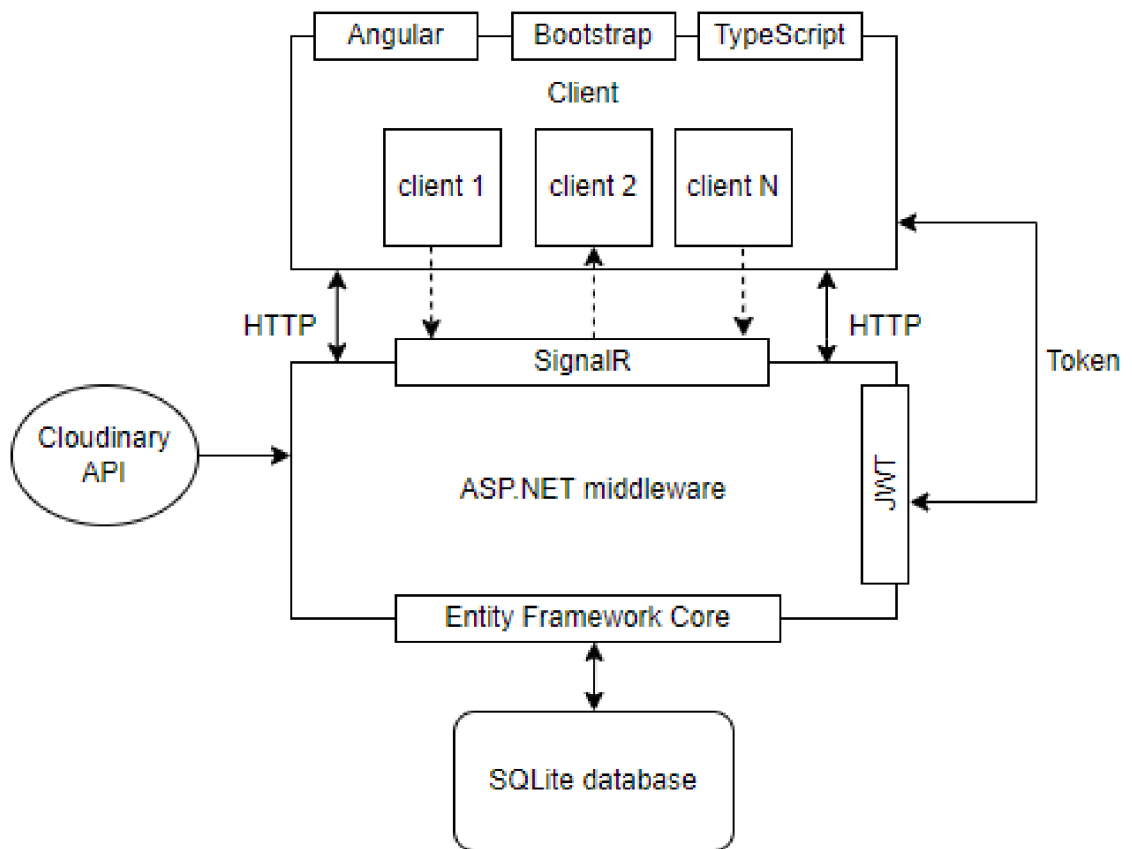 Angular
Bootstrap
TypeScript
Client
client 1
client 2
client N
HTTP
HTTP
Token
SignalR
Cloudinary
API
ASP.NET middleware
JWT
Entity Framework Core
SQLite database